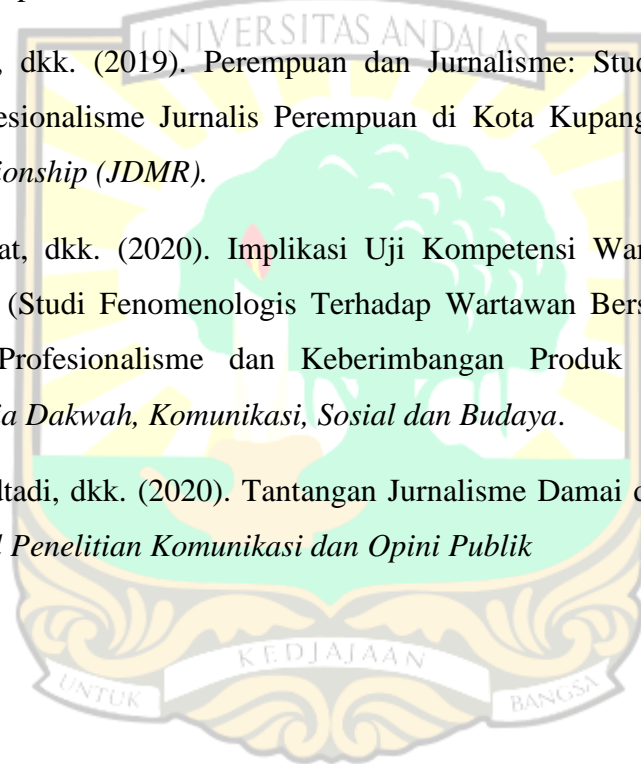 UNIVERSITAS ANDALAS
, dkk. (2019). Perempuan dan Jurnalisme: Stud
esionalisme Jurnalis Perempuan di Kota Kupang
ionship (JDMR).
at, dkk. (2020). Implikasi Uji Kompetensi War
(Studi Fenomenologis Terhadap Wartawan Bers
Profesionalisme dan Keberimbangan Produk
ia Dakwah, Komunikasi, Sosial dan Budaya.
ltadi, dkk. (2020). Tantangan Jurnalisme Damai d
l Penelitian Komunikasi dan Opini Publik
KEDJAJAAN
UNTUK
BANGSA